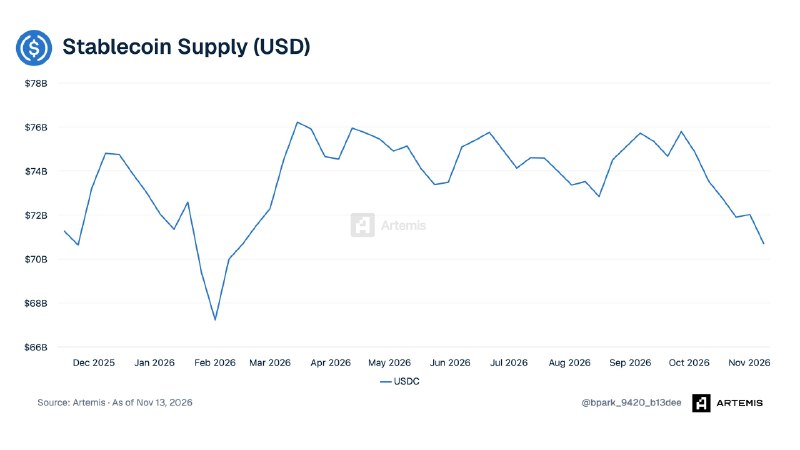 Stablecoin Supply (USD)
$78B
$76B
$74B
$72B
$70B
$68B
$66B
Artemis
Dec 2025 Jan 2026 Feb 2026 Mar 2026 Apr 2026 May 2026 Jun 2026 Jul 2026 Aug 2026 Sep 2026 Oct 2026 Nov 2026
USDC
Source: Artemis · As of Nov 13, 2026
@bpark_9420_b13dee ARTEMIS